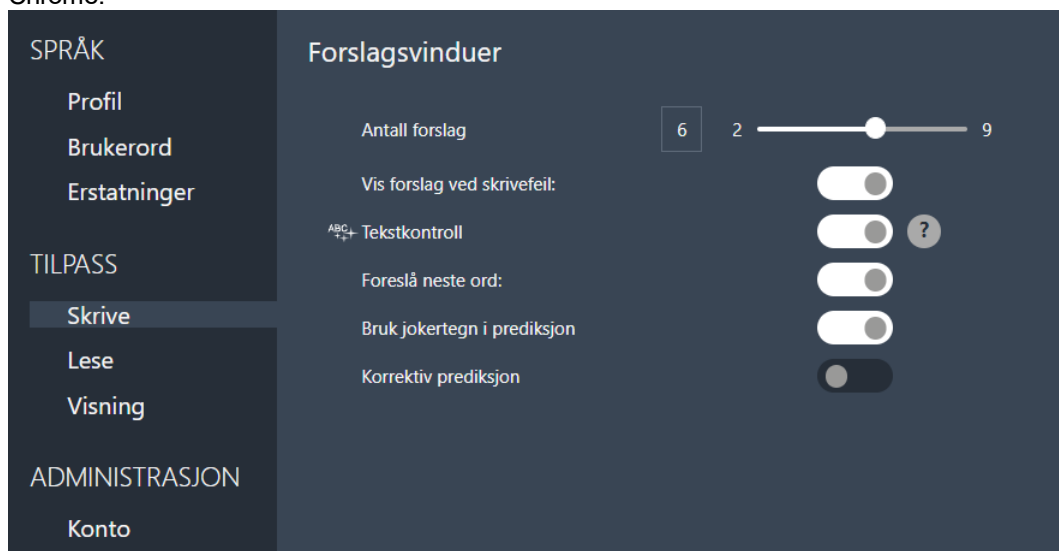 Chrome.
SPRÅK
Profil
Brukerord
Erstatninger
TILPASS
Skrive
Lese
Visning
ADMINISTRASJON
Konto
Forslagsvinduer
Antall forslag 6 2 9
Vis forslag ved skrivefeil:
ABC Tekstkontroll ?
Foreslå neste ord:
Bruk jokertegn i prediksjon
Korrektiv prediksjon